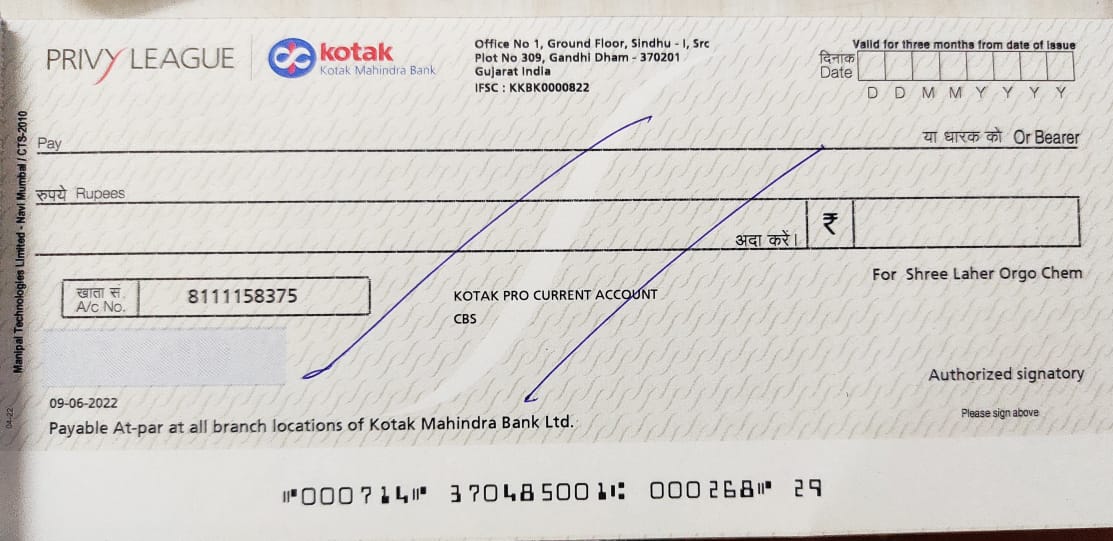 PRIVY LEAGUE
kotak
Kotak Mahindra Bank
Office No 1, Ground Floor, Sindhu - I, Src
Plot No 309, Gandhi Dham - 370201
Gujarat India
IFSC : KKBK0000822
Valid for three months from date of issue
दिनांक
Date
D D M M Y Y Y Y
Pay
या धारक को Or Bearer
रुपये Rupees
अदा करें।
₹
For Shree Laher Orgo Chem
खाता सं.
A/c No.
8111158375
KOTAK PRO CURRENT ACCOUNT
CBS
Authorized signatory
Please sign above
09-06-2022
Payable At-par at all branch locations of Kotak Mahindra Bank Ltd.
⑈000714⑈ 370485001⑆ 000268⑈ 29
Manipal Technologies Limited - Navi Mumbai / CTS-2010
04-22